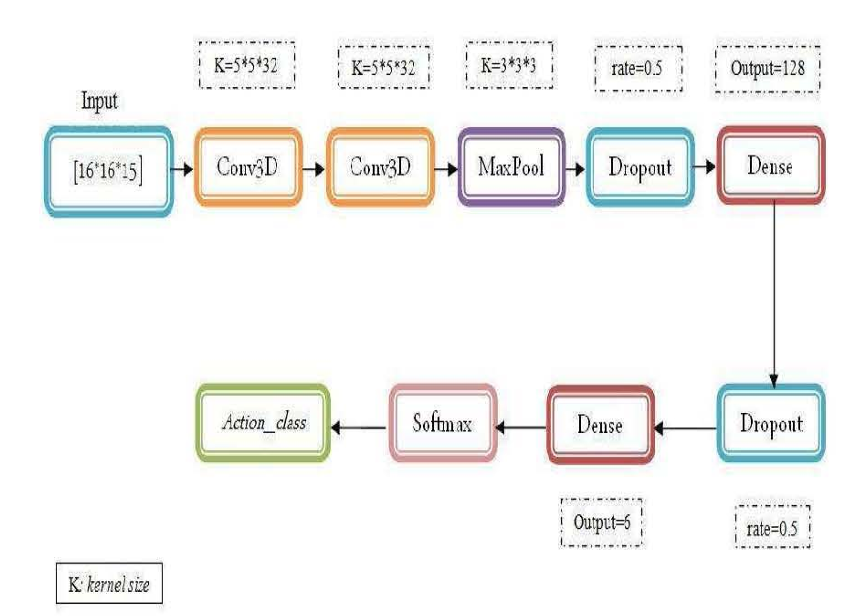 K=5*5*32
K=5*5*32
K=3*3*3
rate=0.5
Output=128
Input
[16*16*15]
Conv3D
Conv3D
MaxPool
Dropout
Dense
Action_class
Softmax
Dense
Dropout
Output=6
rate=0.5
K: kernel size